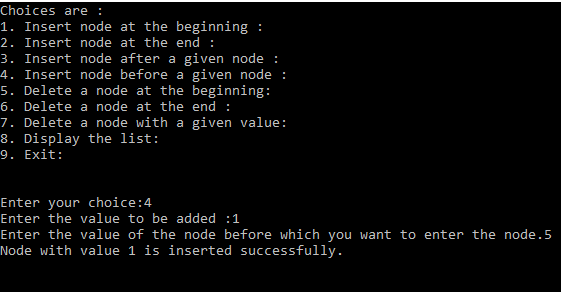 Choices are :
1. Insert node at the beginning :
2. Insert node at the end :
3. Insert node after a given node :
4. Insert node before a given node :
5. Delete a node at the beginning:
6. Delete a node at the end :
7. Delete a node with a given value:
8. Display the list:
9. Exit:
Enter your choice:4
Enter the value to be added :1
Enter the value of the node before which you want to enter the node.5
Node with value 1 is inserted successfully.